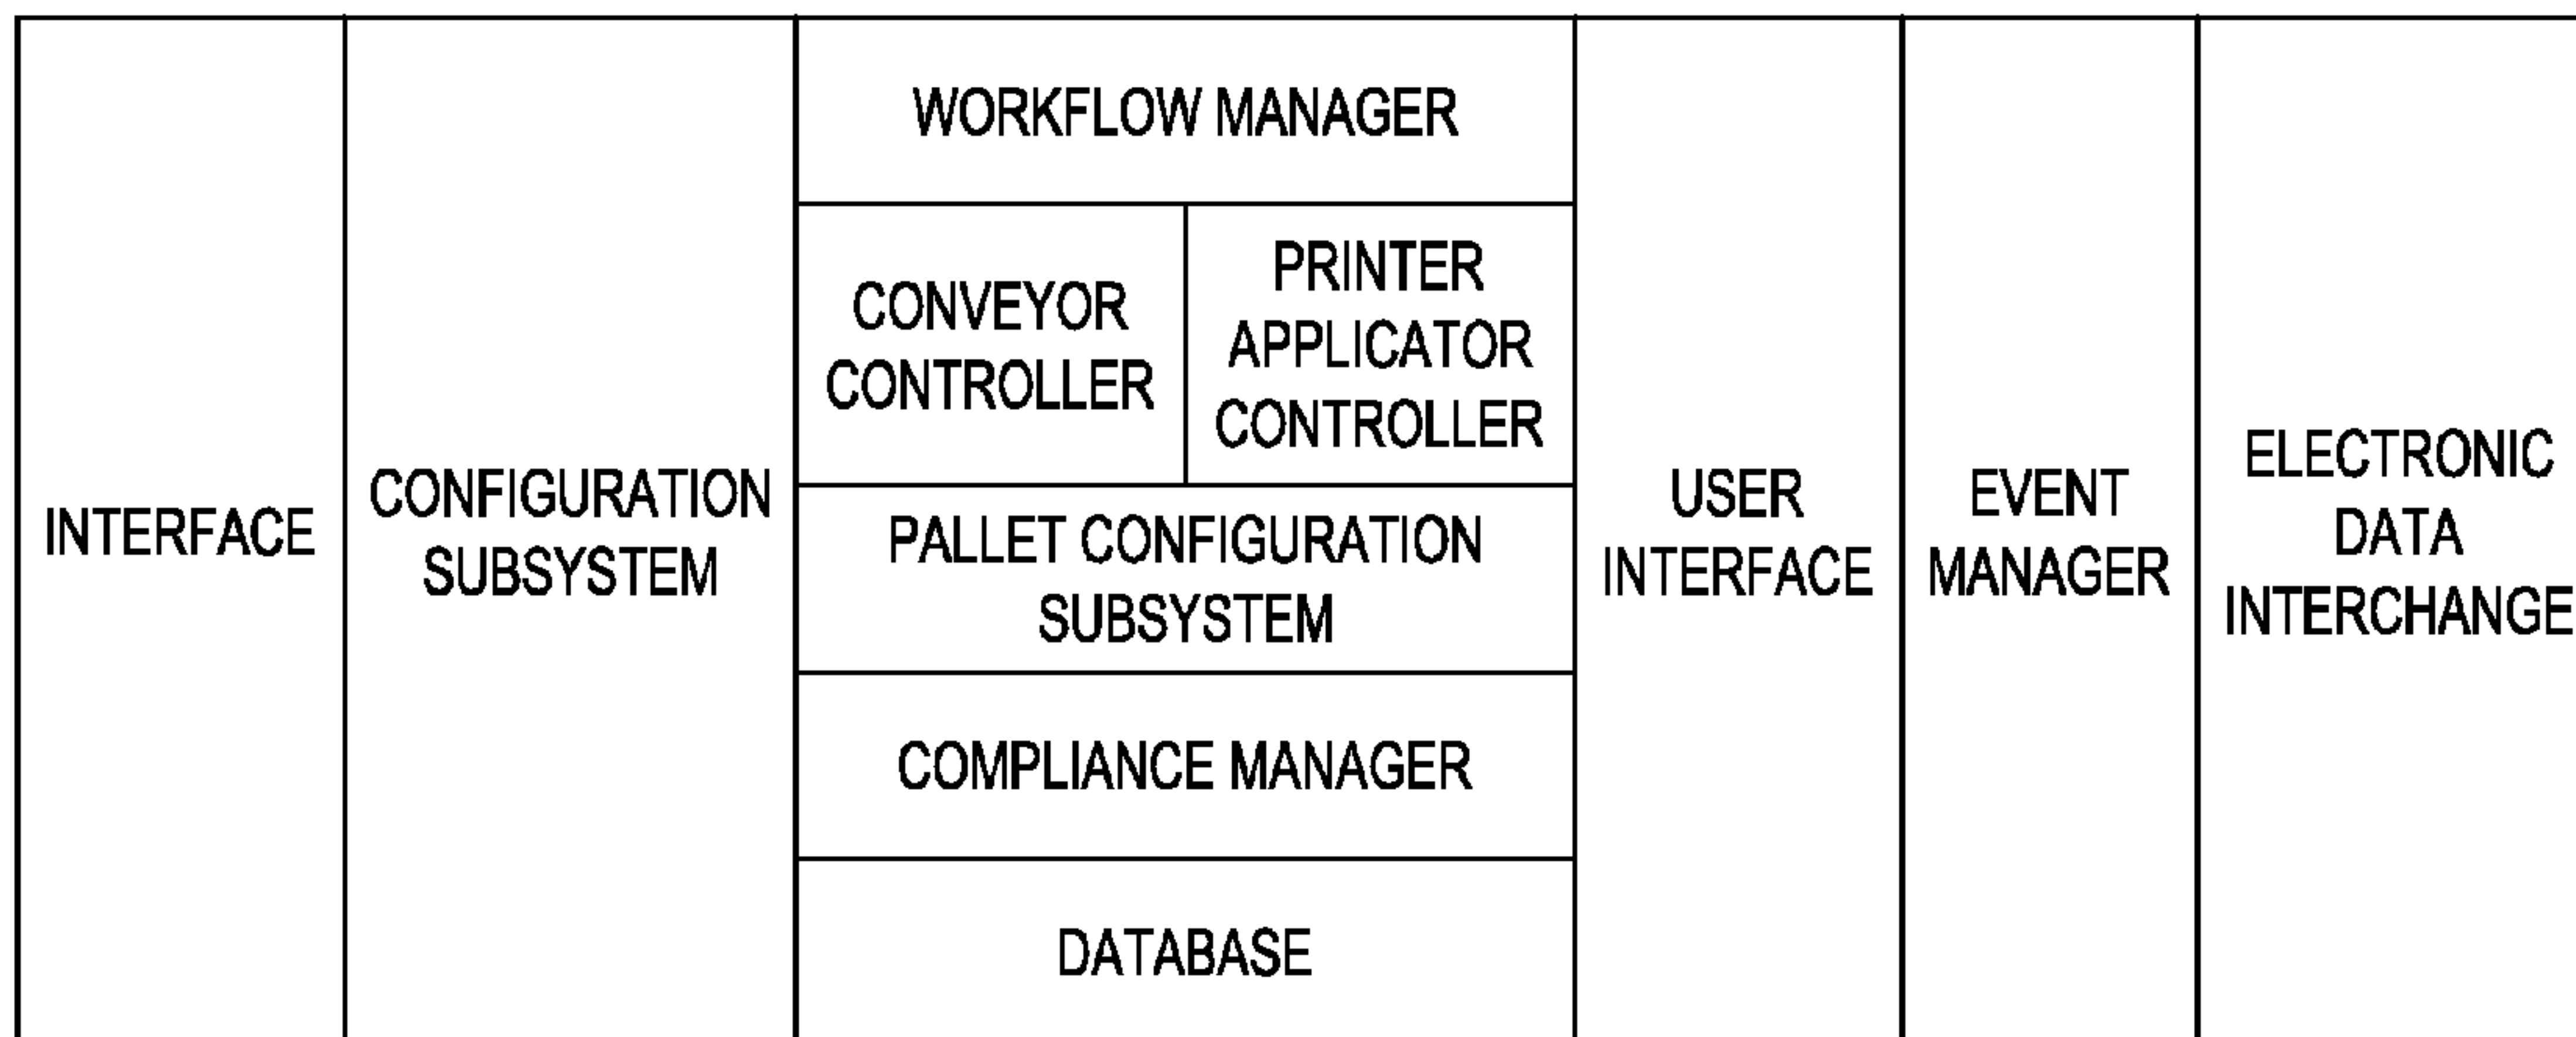 INTERFACE
CONFIGURATION
SUBSYSTEM
WORKFLOW MANAGER
CONVEYOR
CONTROLLER
PRINTER
APPLICATOR
CONTROLLER
PALLET CONFIGURATION
SUBSYSTEM
COMPLIANCE MANAGER
DATABASE
USER
INTERFACE
EVENT
MANAGER
ELECTRONIC
DATA
INTERCHANGE